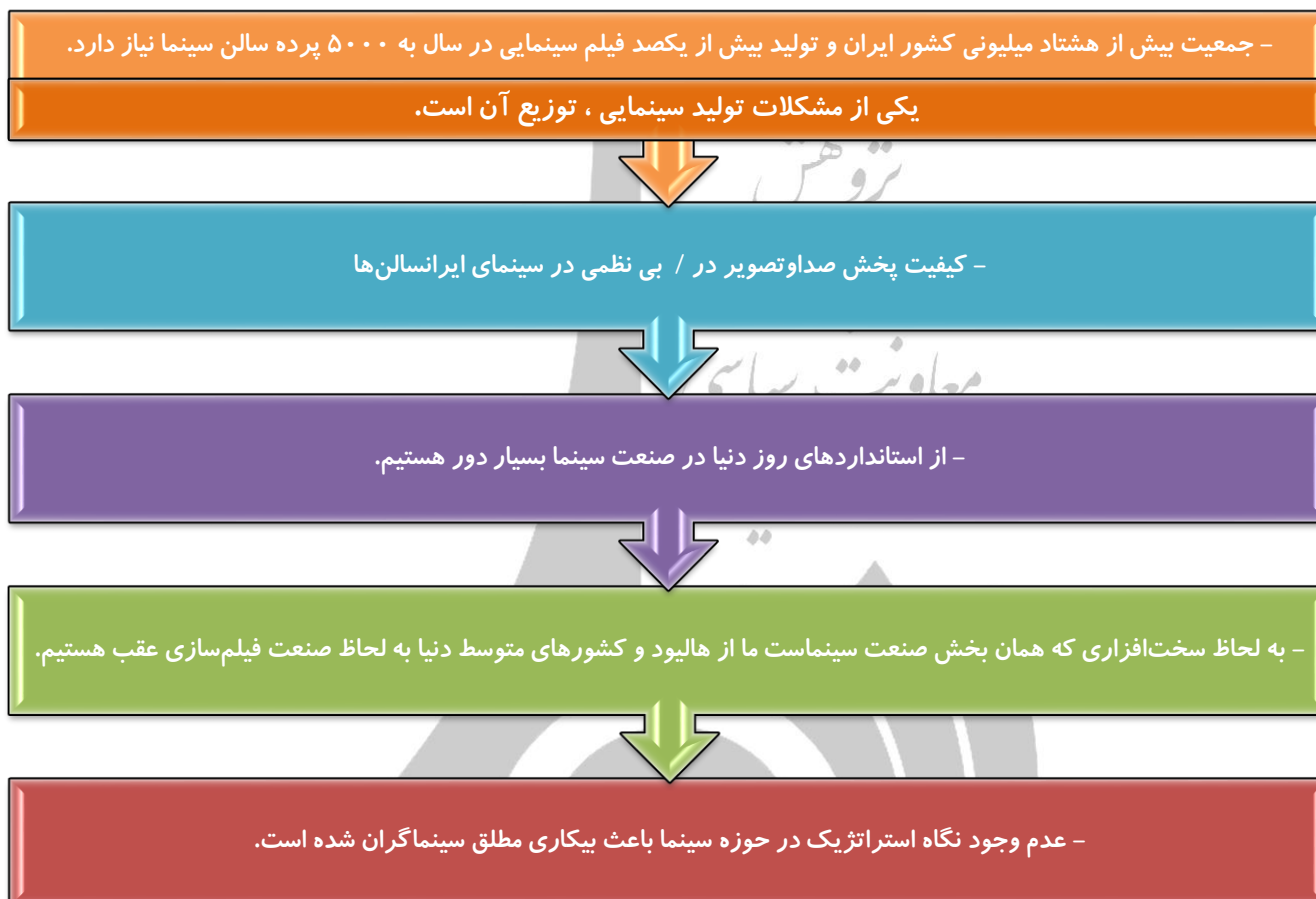 - جمعیت بیش از هشتاد میلیونی کشور ایران و تولید بیش از یکصد فیلم سینمایی در سال به ۵۰۰۰ پرده سالن سینما نیاز دارد.
یکی از مشکلات تولید سینمایی ، توزیع آن است.
پژوهش
- کیفیت پخش صداوتصویر در / بی نظمی در سینمای ایرانسالن‌ها
معاونت سیاسی
- از استانداردهای روز دنیا در صنعت سینما بسیار دور هستیم.
- به لحاظ سخت‌افزاری که همان بخش صنعت سینماست ما از هالیود و کشورهای متوسط دنیا به لحاظ صنعت فیلم‌سازی عقب هستیم.
- عدم وجود نگاه استراتژیک در حوزه سینما باعث بیکاری مطلق سینماگران شده است.